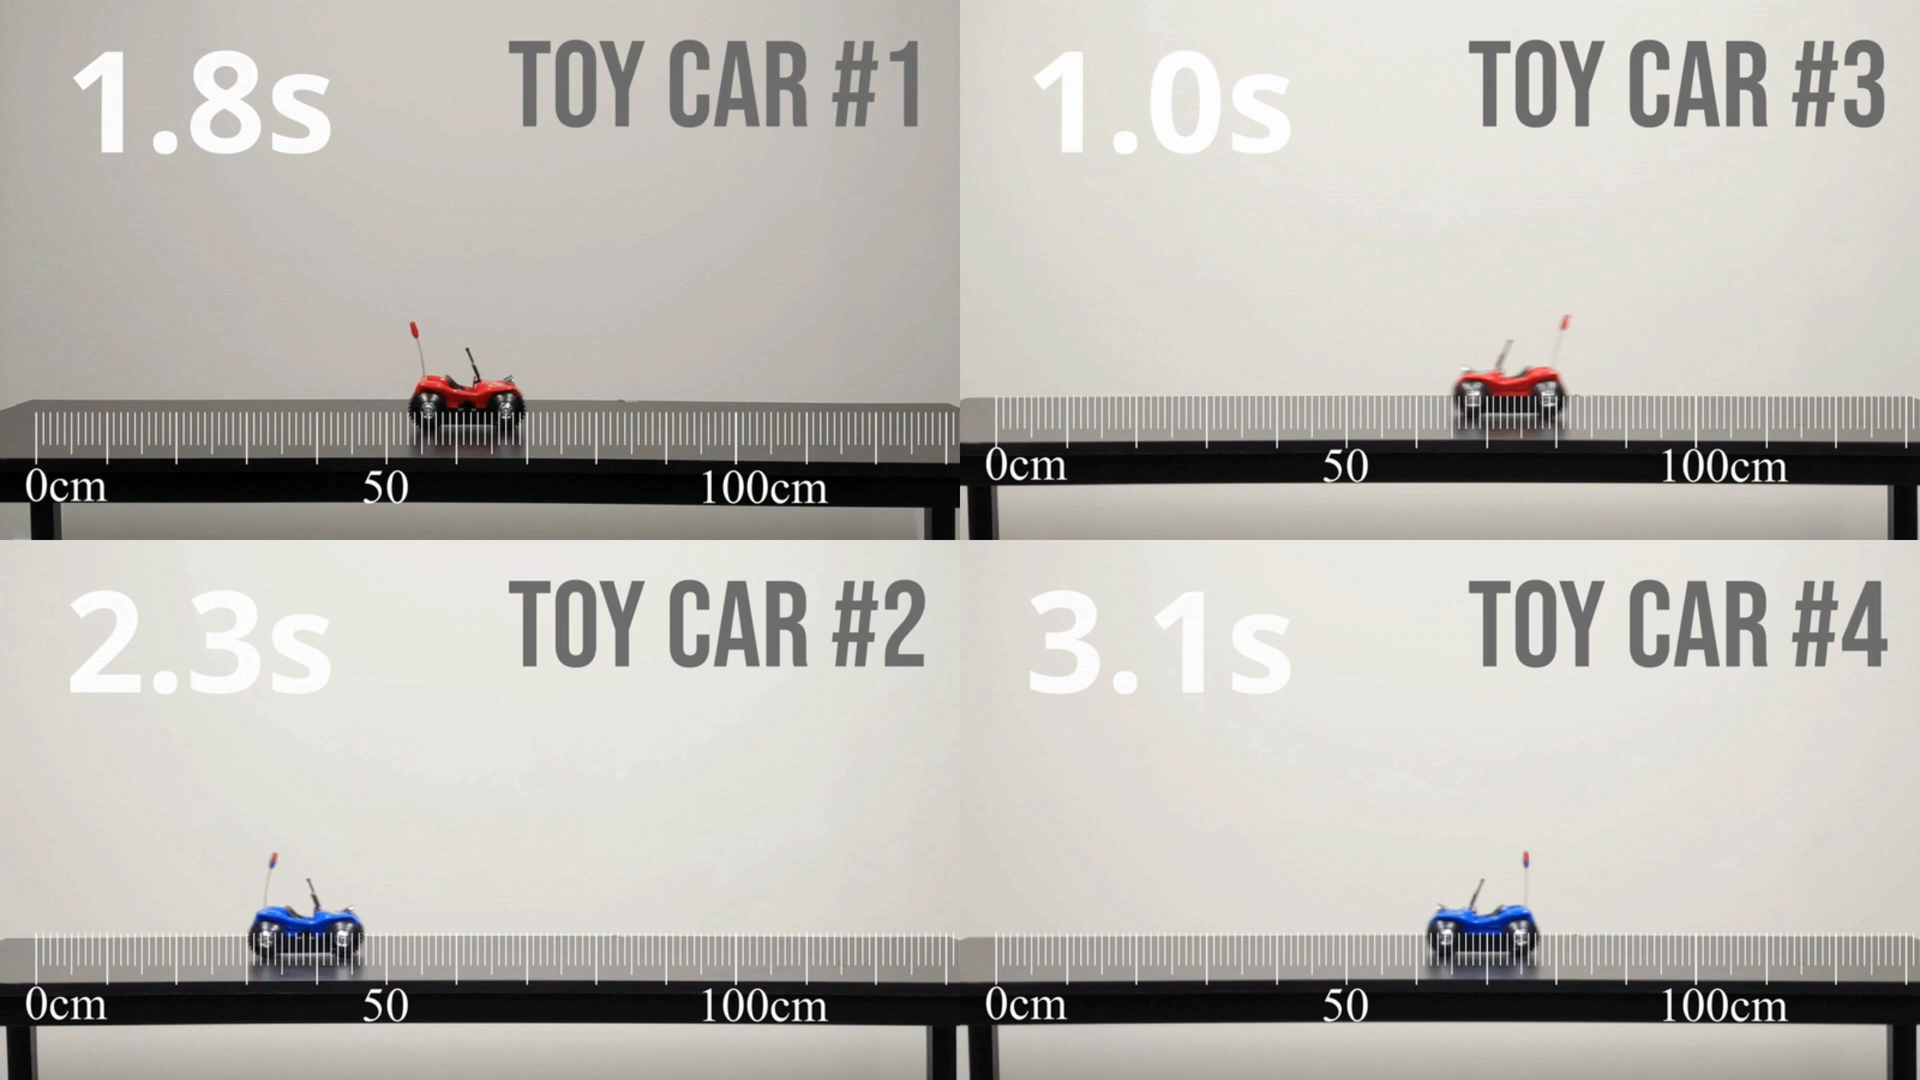 1.8s TOY CAR #1
0cm 50 100cm
1.0s TOY CAR #3
0cm 50 100cm
2.3s TOY CAR #2
0cm 50 100cm
3.1s TOY CAR #4
0cm 50 100cm